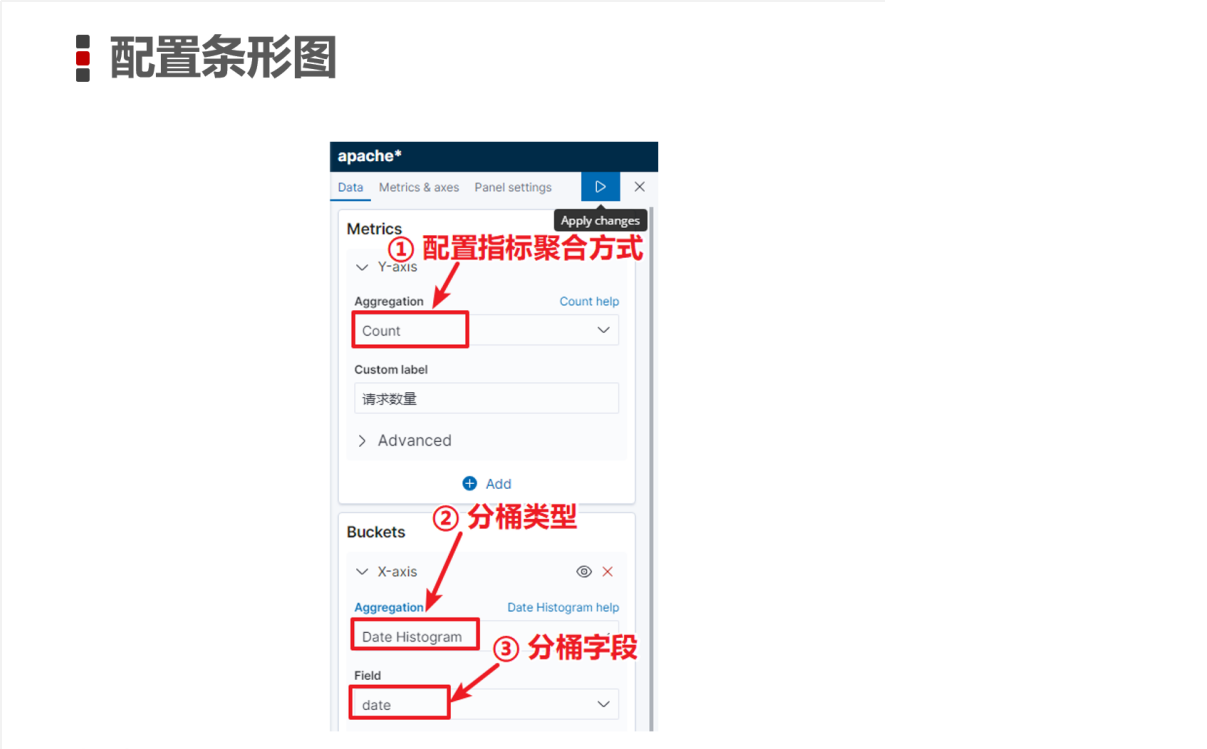 配置条形图
apache*
Data Metrics & axes Panel settings
Apply changes
Metrics
① 配置指标聚合方式
Y-axis
Aggregation Count help
Count
Custom label
请求数量
Advanced
Add
② 分桶类型
Buckets
X-axis
Aggregation Date Histogram help
Date Histogram
③ 分桶字段
Field
date